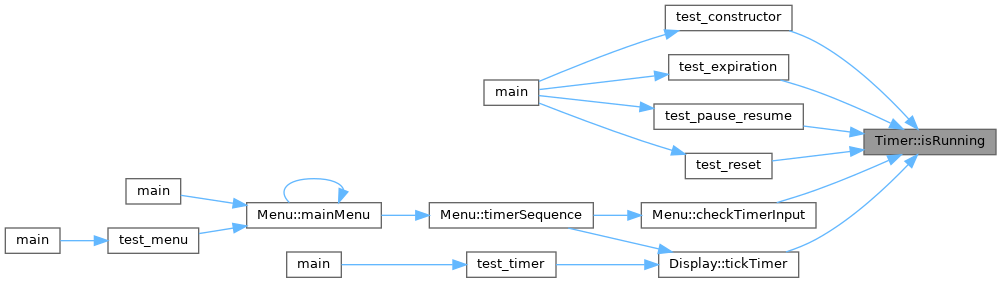 test_constructor
test_expiration
main
test_pause_resume
Timer::isRunning
test_reset
main
Menu::mainMenu
Menu::timerSequence
Menu::checkTimerInput
main
test_menu
main
test_timer
Display::tickTimer